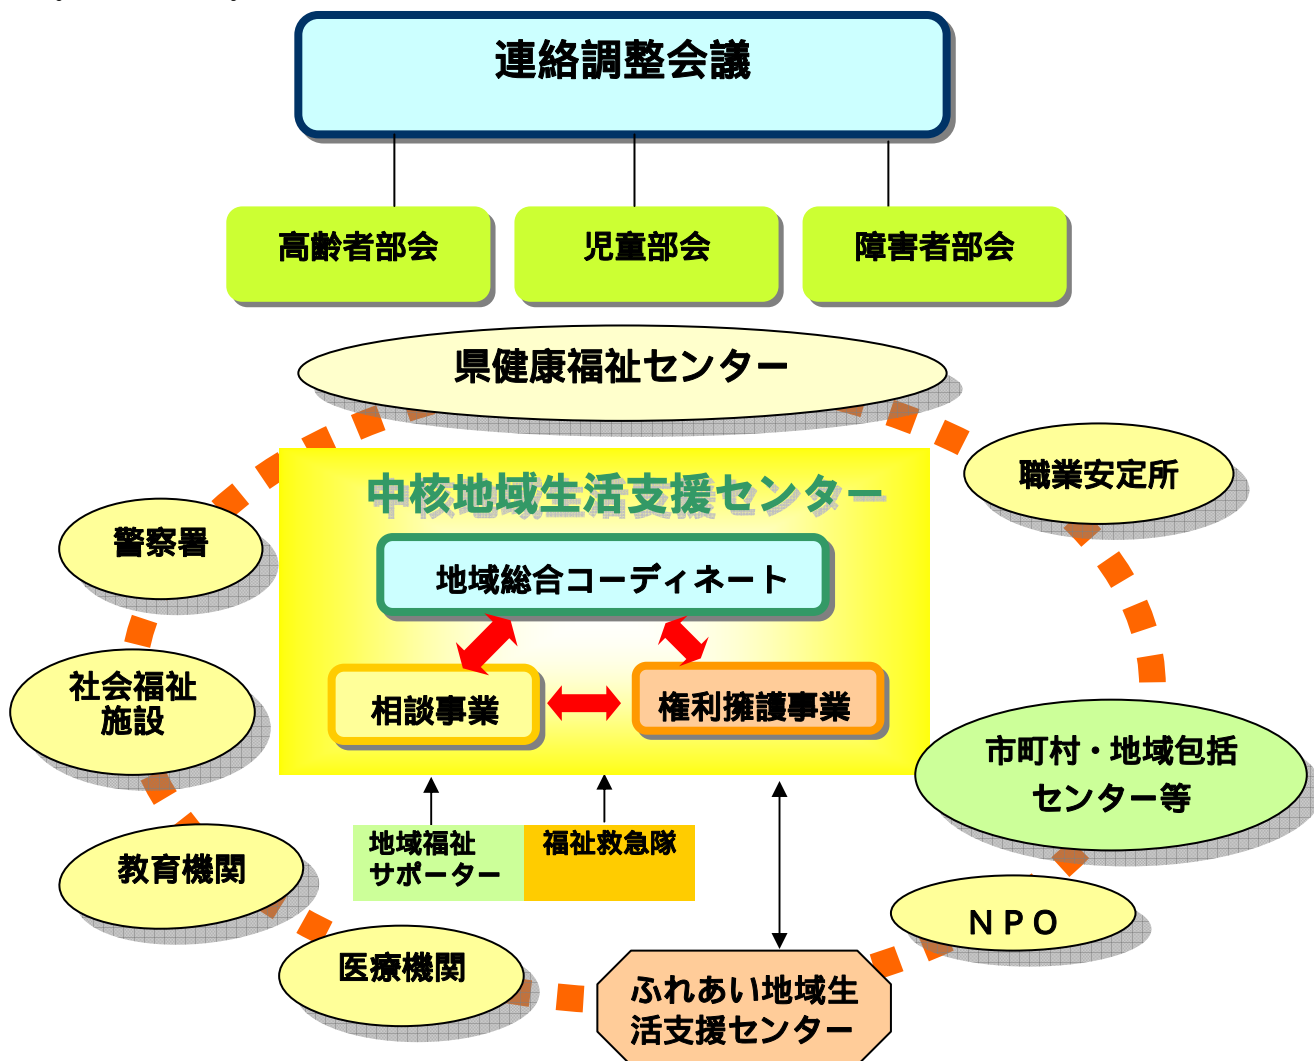 連絡調整会議
高齢者部会
児童部会
障害者部会
県健康福祉センター
職業安定所
中核地域生活支援センター
警察署
地域総合コーディネート
社会福祉
施設
相談事業
権利擁護事業
市町村・地域包括
センター等
地域福祉
サポーター
福祉救急隊
教育機関
ＮＰＯ
医療機関
ふれあい地域生
活支援センター